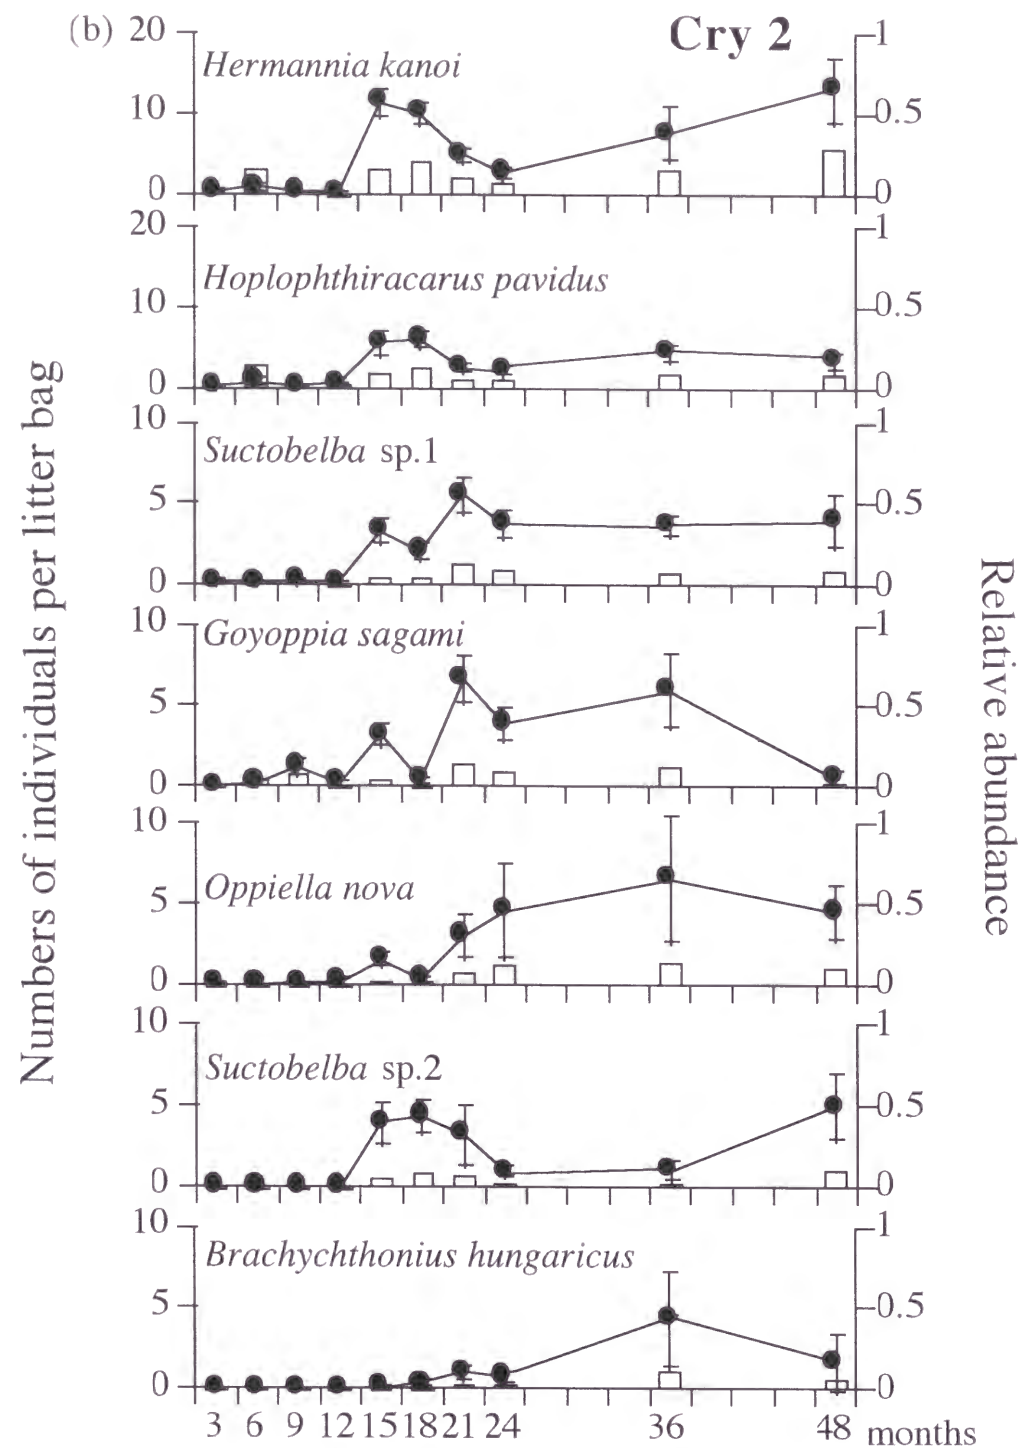 (b) 20 Cry 2 1
Hermannia kanoi
10 0.5
0 0
20 1
Hoplophthiracarus pavidus
10 0.5
0 0
10 1
Suctobelba sp.1
5 0.5
0 0
10 1
Goyoppia sagami
5 0.5
0 0
10 1
Oppiella nova
5 0.5
0 0
10 1
Suctobelba sp.2
5 0.5
0 0
10 1
Brachychthonius hungaricus
5 0.5
0 0
3 6 9 12 15 18 21 24 36 48 months
Numbers of individuals per litter bag
Relative abundance